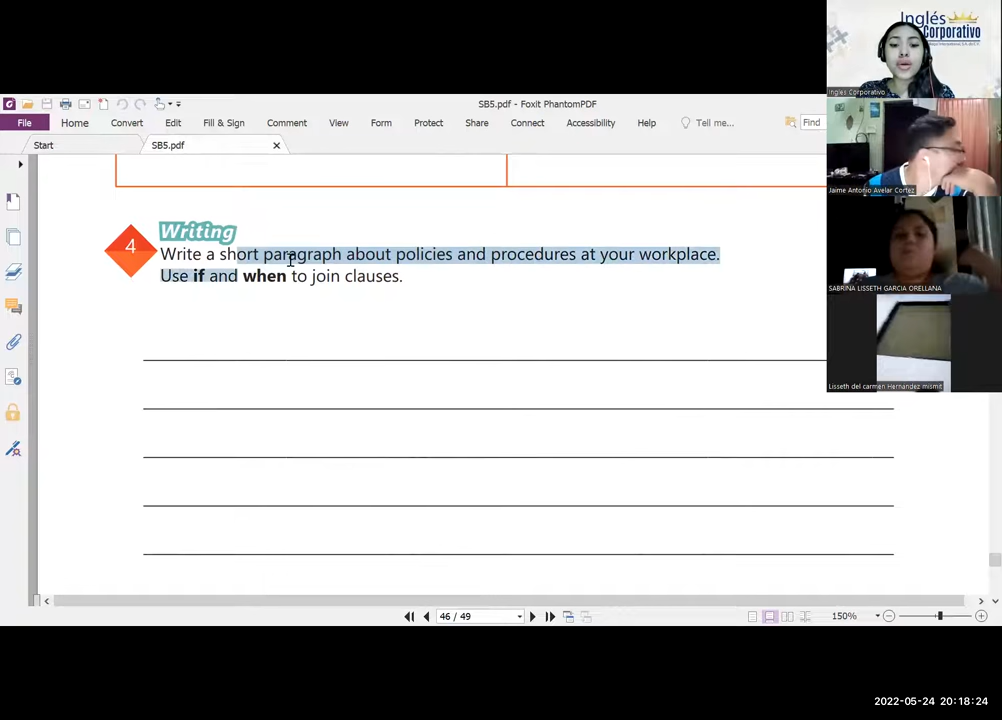 Inglés
Corporativo
Inglés Corporativo
SB5.pdf - Foxit PhantomPDF
File Home Convert Edit Fill & Sign Comment View Form Protect Share Connect Accessibility Help Tell me... Find
Start SB5.pdf
Jaime Antonio Avelar Cortez
4
Writing
Write a short paragraph about policies and procedures at your workplace.
Use if and when to join clauses.
SABRINA LISSETH GARCIA ORELLANA
Lisseth del carmen Hernandez mismit
46 / 49
150%
2022-05-24 20:18:24